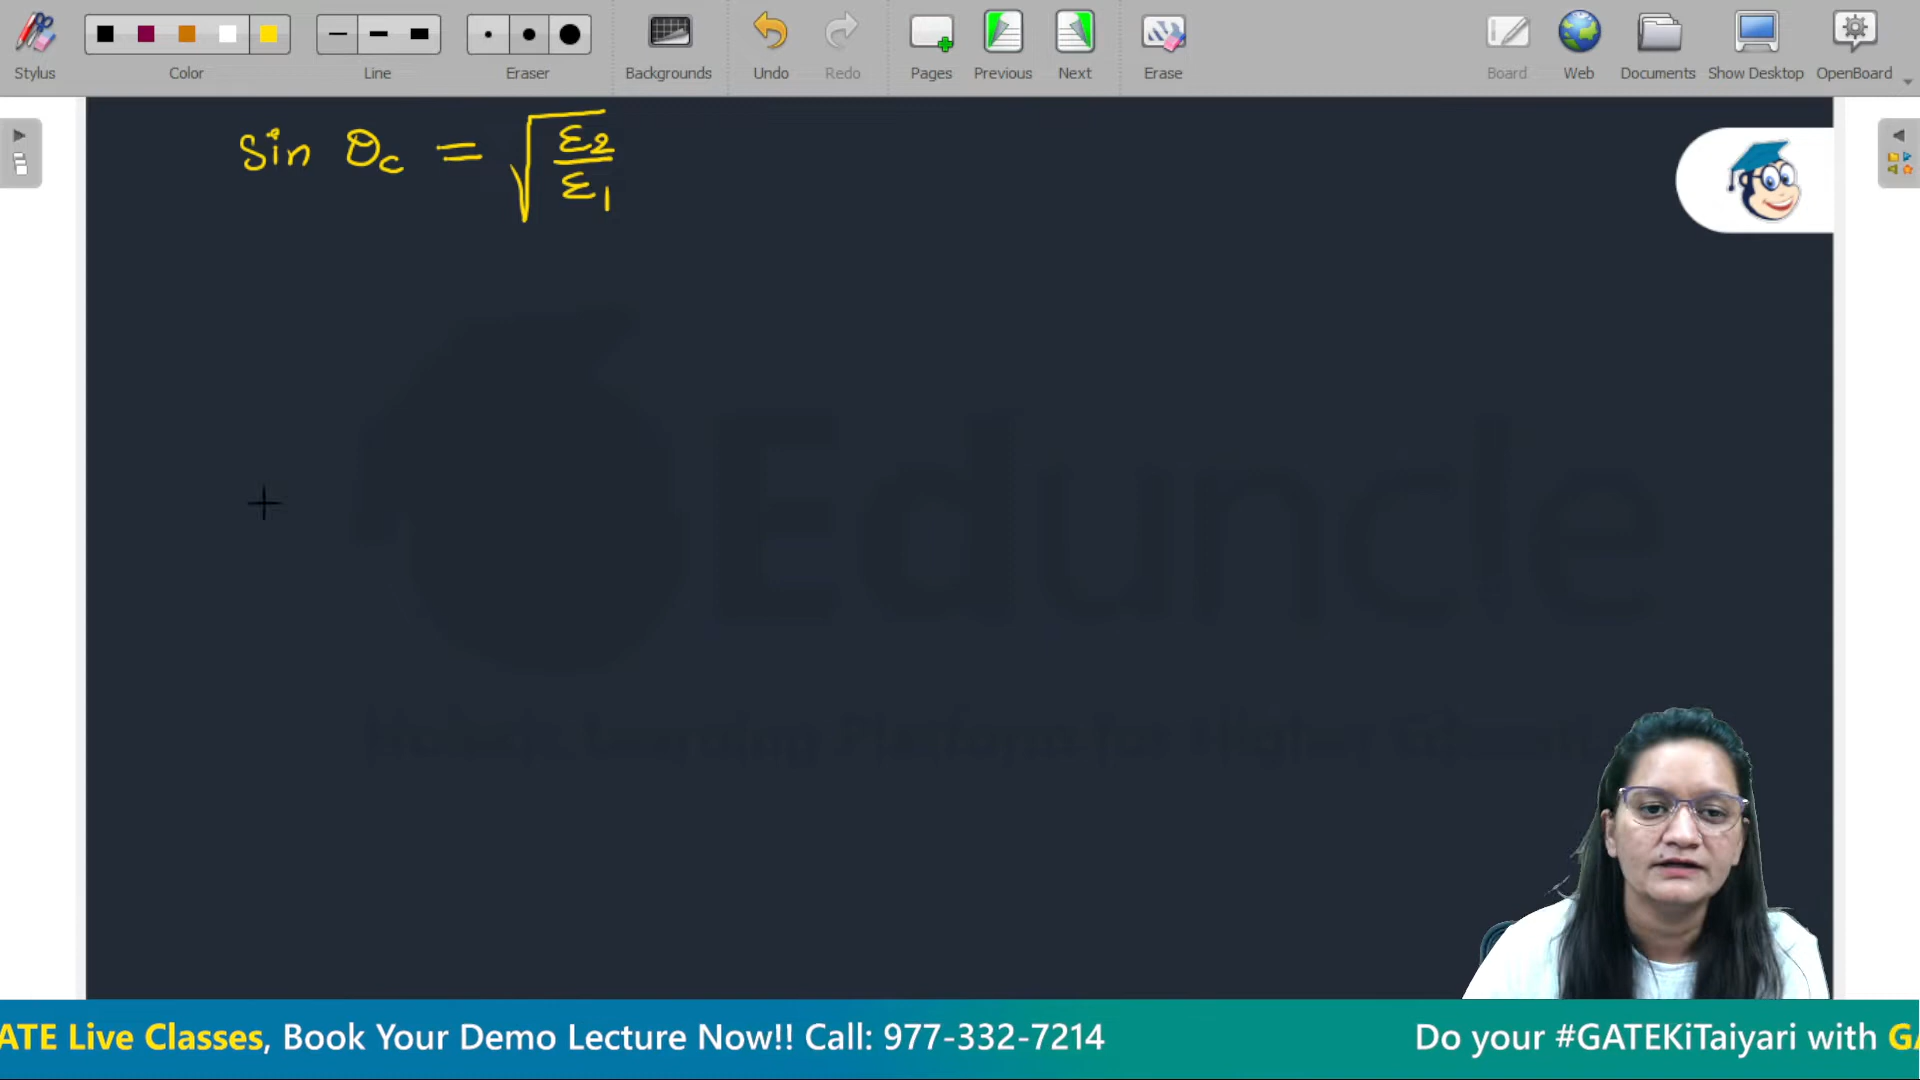 Stylus Color Line Eraser Backgrounds Undo Redo Pages Previous Next Erase Board Web Documents Show Desktop OpenBoard
sin θc = √(ε2/ε1)
Eduncle
ATE Live Classes, Book Your Demo Lecture Now!! Call: 977-332-7214 Do your #GATEKiTaiyari with GA